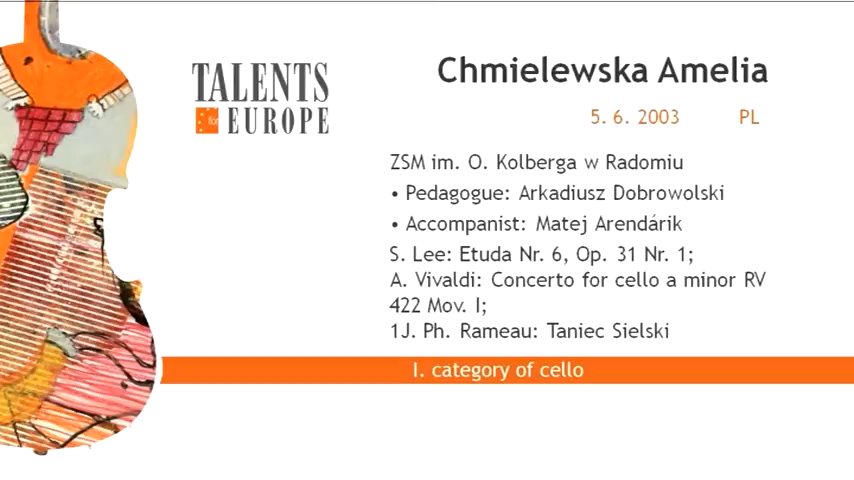 TALENTS
for EUROPE
Chmielewska Amelia
5. 6. 2003 PL
ZSM im. O. Kolberga w Radomiu
• Pedagogue: Arkadiusz Dobrowolski
• Accompanist: Matej Arendárik
S. Lee: Etuda Nr. 6, Op. 31 Nr. 1;
A. Vivaldi: Concerto for cello a minor RV
422 Mov. I;
1J. Ph. Rameau: Taniec Sielski
I. category of cello